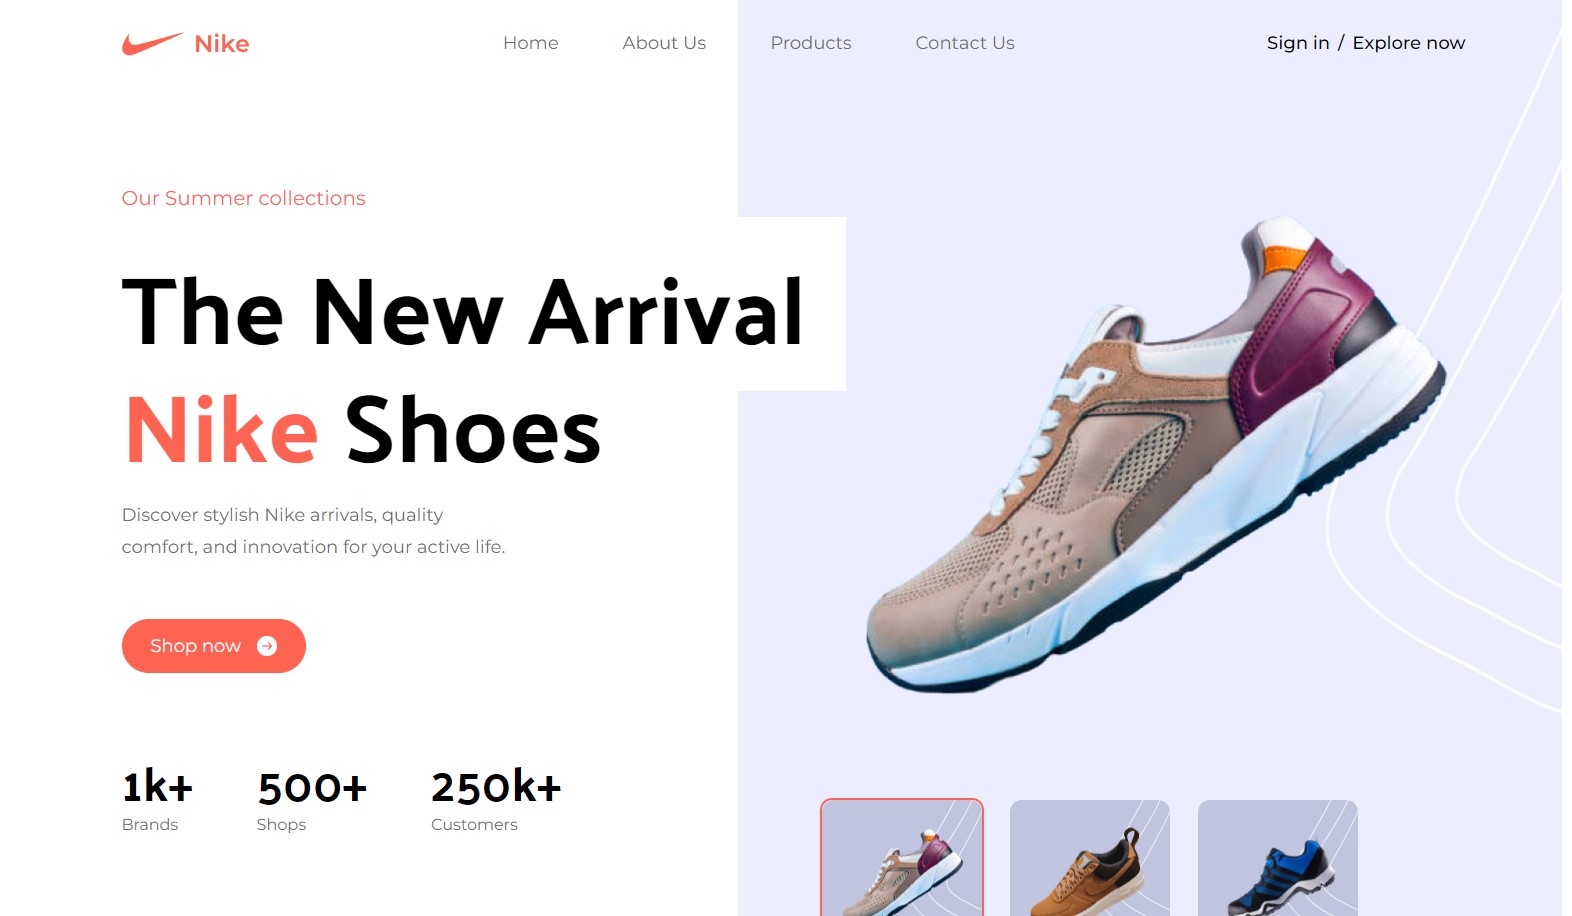 Nike
Home
About Us
Products
Contact Us
Sign in / Explore now
Our Summer collections
The New Arrival
Nike Shoes
Discover stylish Nike arrivals, quality
comfort, and innovation for your active life.
Shop now
1k+
Brands
500+
Shops
250k+
Customers